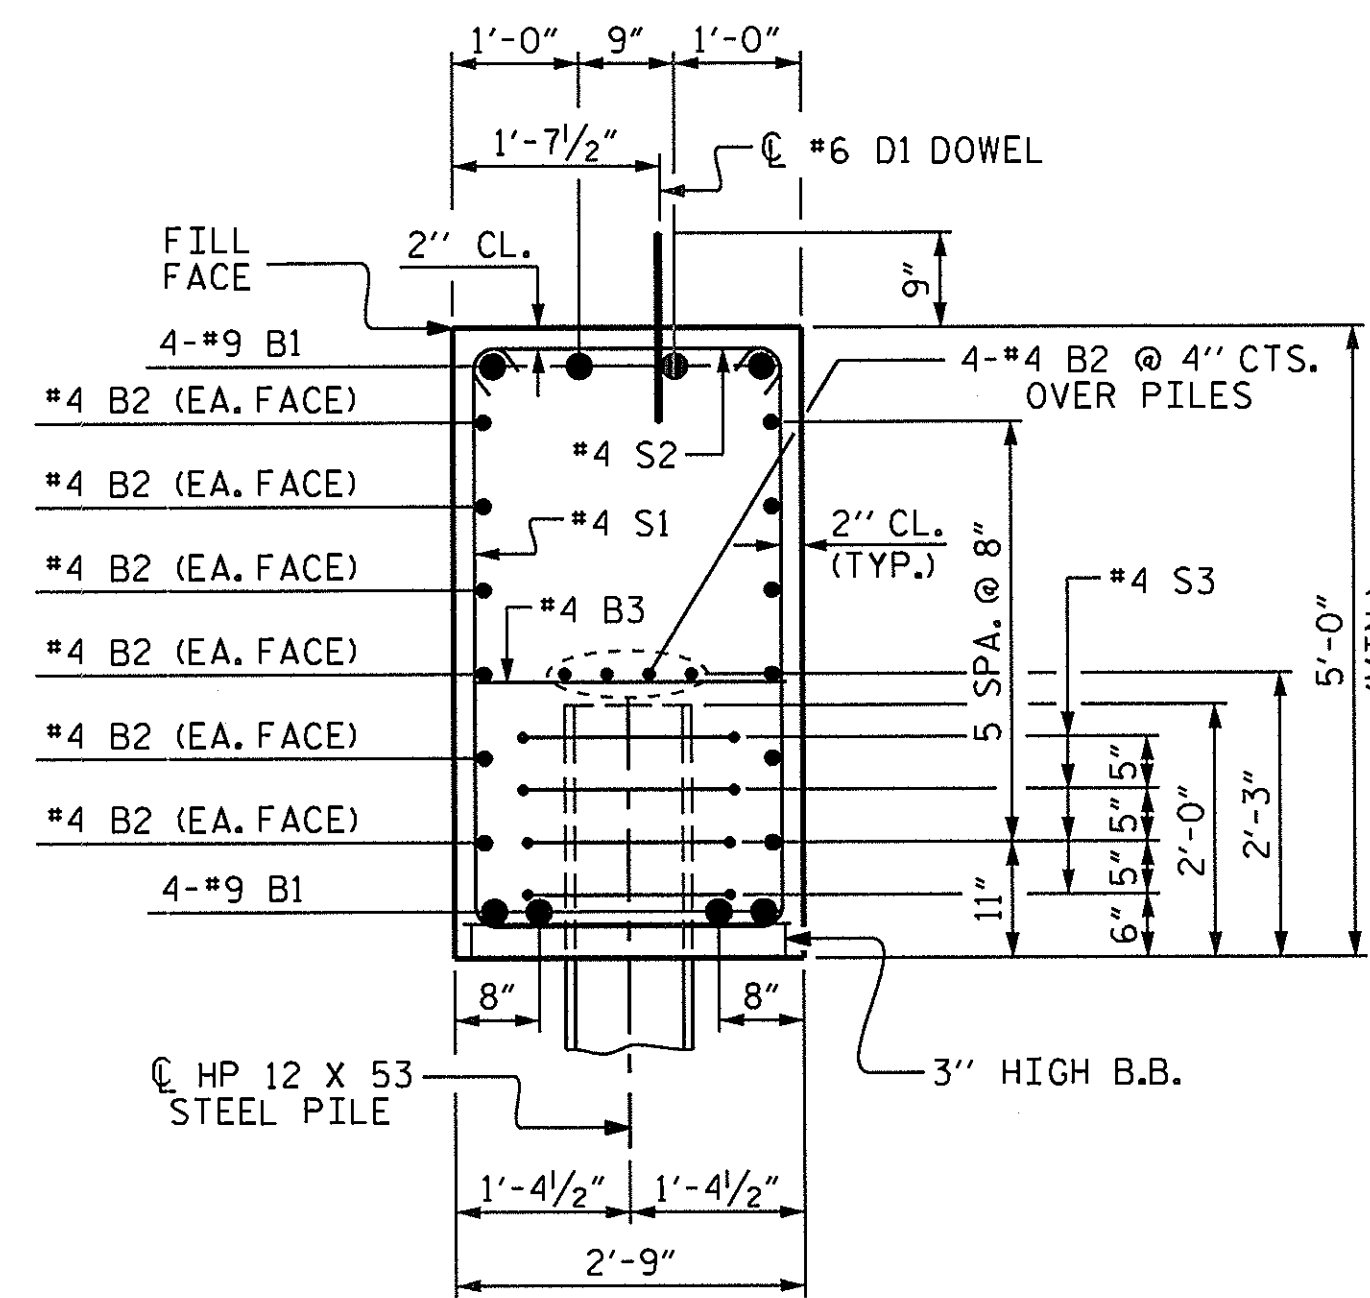 1'-0" 9" 1'-0"
1'-7 1/2"
℄ #6 D1 DOWEL
FILL
FACE
2" CL.
9"
4-#9 B1
4-#4 B2 @ 4" CTS.
OVER PILES
#4 B2 (EA. FACE)
#4 S2
#4 B2 (EA. FACE)
#4 S1
2" CL.
(TYP.)
#4 B2 (EA. FACE)
#4 S3
#4 B3
5 SPA. @ 8"
5'-0"
#4 B2 (EA. FACE)
#4 B2 (EA. FACE)
5"
5"
5"
6"
2'-0"
2'-3"
#4 B2 (EA. FACE)
11"
4-#9 B1
8" 8"
℄ HP 12 X 53
STEEL PILE
3" HIGH B.B.
1'-4 1/2" 1'-4 1/2"
2'-9"